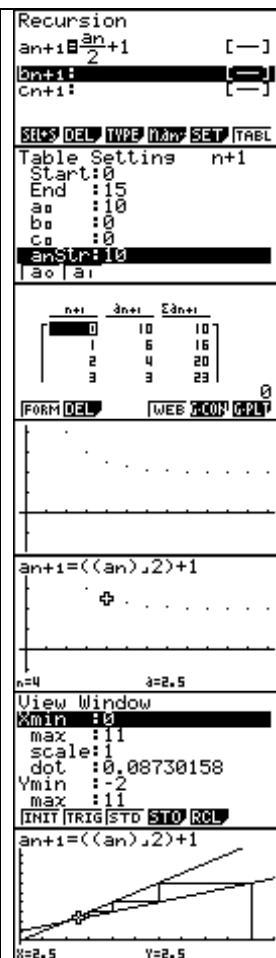 Recursion
an+1=an/2+1 [—]
bn+1: [—]
cn+1: [—]
SEL+S DEL TYPE n.an·· SET TABL
Table Setting n+1
Start:0
End :15
a0 :10
b0 :0
c0 :0
anStr:10
a0 a1
n+1 an+1 Σan+1
0 10 10
1 6 16
2 4 20
3 3 23
0
FORM DEL WEB G·CON G·PLT
an+1=((an)⌟2)+1
n=4 a=2.5
View Window
Xmin :0
max :11
scale:1
dot :0.08730158
Ymin :-2
max :11
INIT TRIG STD STO RCL
an+1=((an)⌟2)+1
X=2.5 Y=2.5